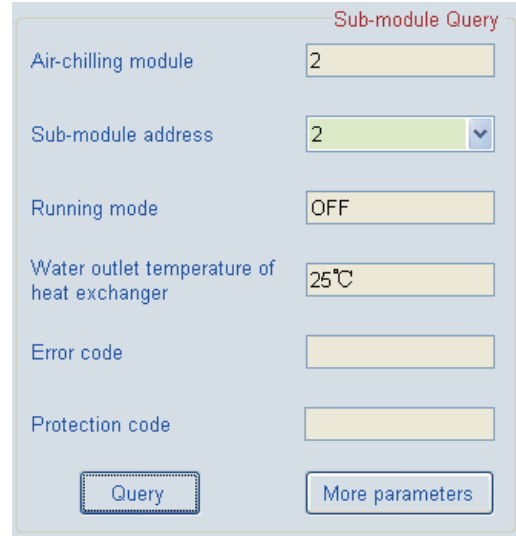 Sub-module Query
Air-chilling module 2
Sub-module address 2
Running mode OFF
Water outlet temperature of
heat exchanger 25℃
Error code
Protection code
Query More parameters